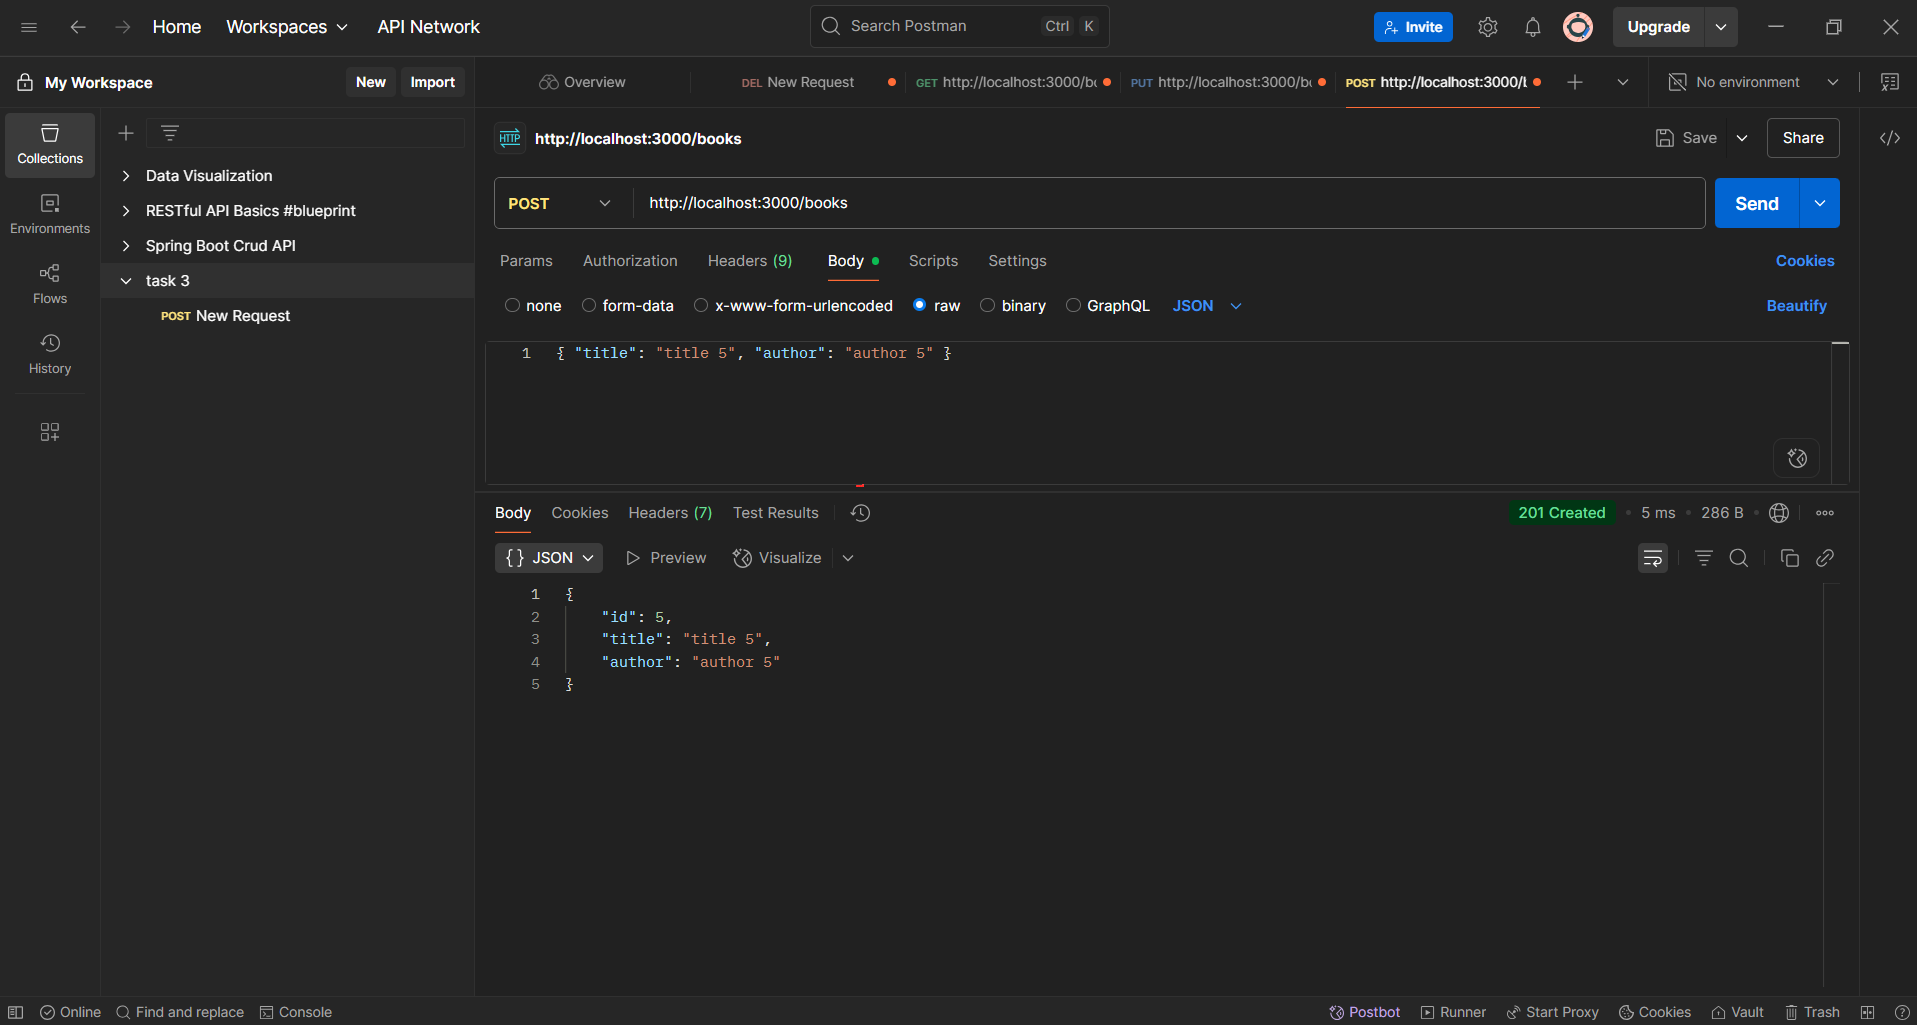 Home Workspaces API Network Search Postman Ctrl K Invite Upgrade
My Workspace New Import Overview DEL New Request GET http://localhost:3000/bo PUT http://localhost:3000/bo POST http://localhost:3000/b No environment
Collections
Environments
Flows
History
Data Visualization
RESTful API Basics #blueprint
Spring Boot Crud API
task 3
POST New Request
HTTP http://localhost:3000/books Save Share
POST http://localhost:3000/books Send
Params Authorization Headers (9) Body Scripts Settings Cookies
none form-data x-www-form-urlencoded raw binary GraphQL JSON Beautify
1 { "title": "title 5", "author": "author 5" }
Body Cookies Headers (7) Test Results 201 Created 5 ms 286 B
{} JSON Preview Visualize
1 {
2 "id": 5,
3 "title": "title 5",
4 "author": "author 5"
5 }
Online Find and replace Console Postbot Runner Start Proxy Cookies Vault Trash